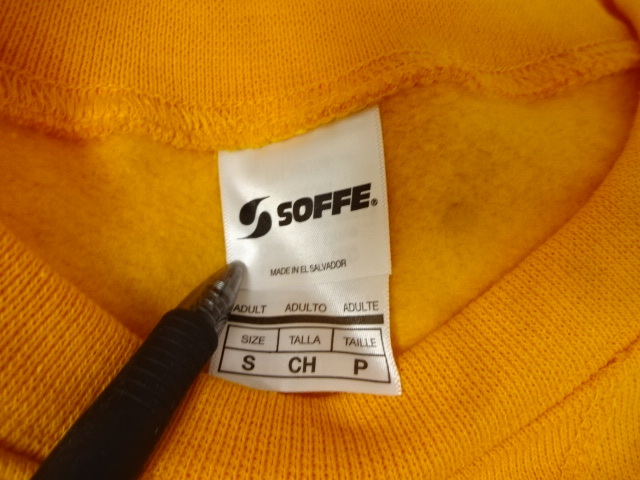 SOFFE®
MADE IN EL SALVADOR
ADULT ADULTO ADULTE
SIZE TALLA TAILLE
S CH P